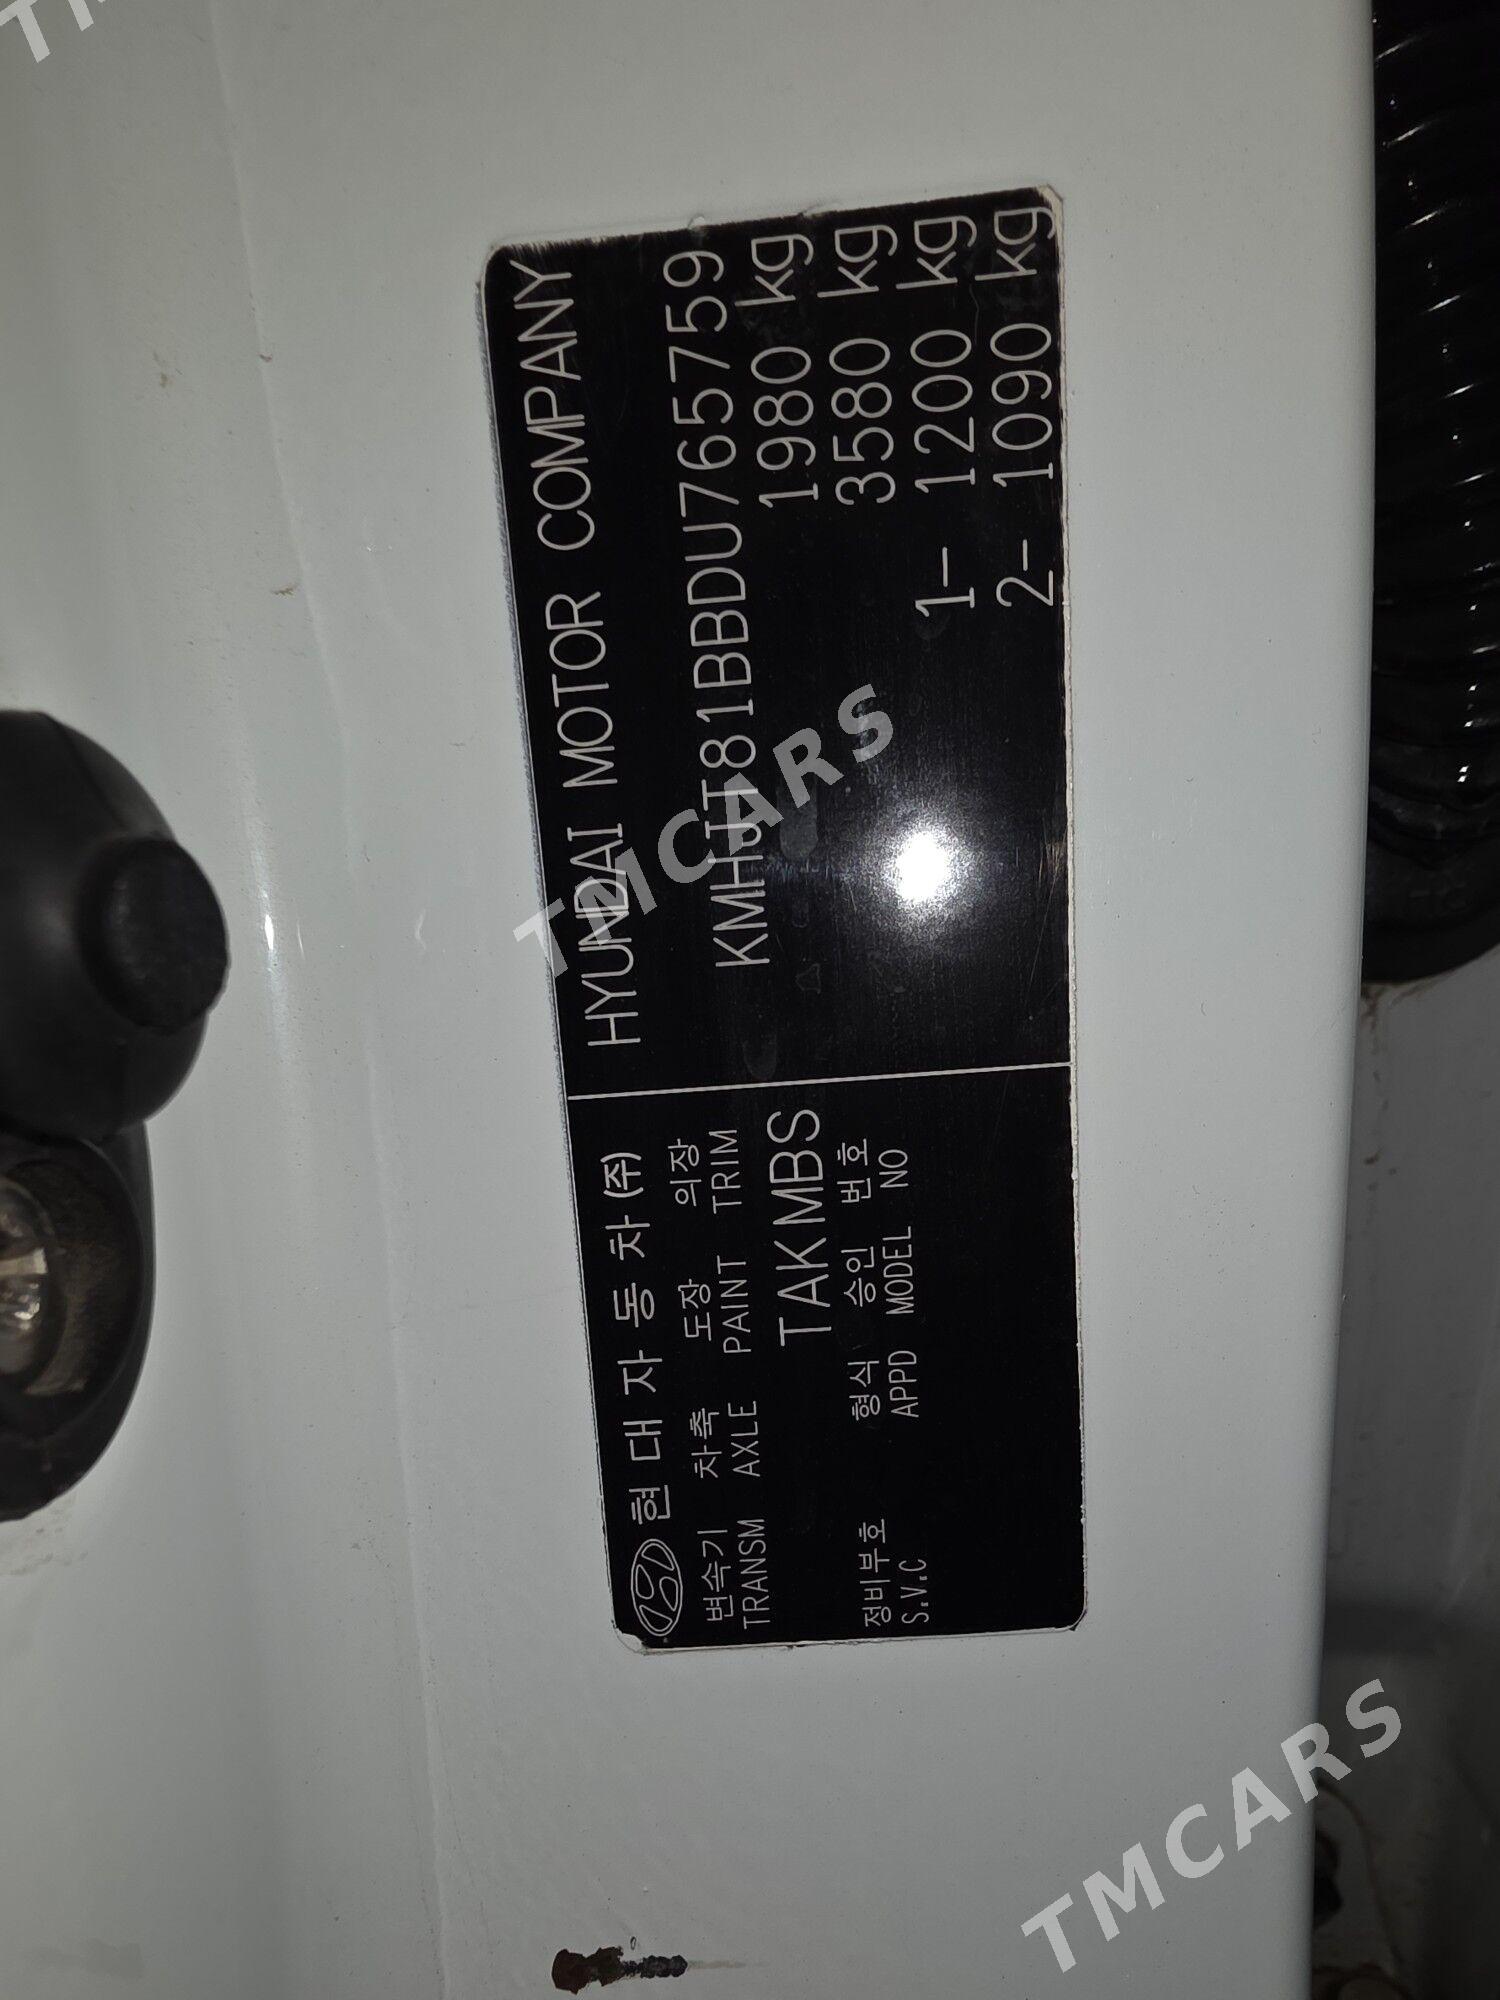 현대자동차(주)
변속기 차축 도장 의장
TRANSM AXLE PAINT TRIM
TAKMBS
정비부호 형식 승인 번호
S.V.C APPD MODEL NO
HYUNDAI MOTOR COMPANY
KMHJT81BBDU765759
1980 kg
3580 kg
1- 1200 kg
2- 1090 kg
TMCARS
TMCARS